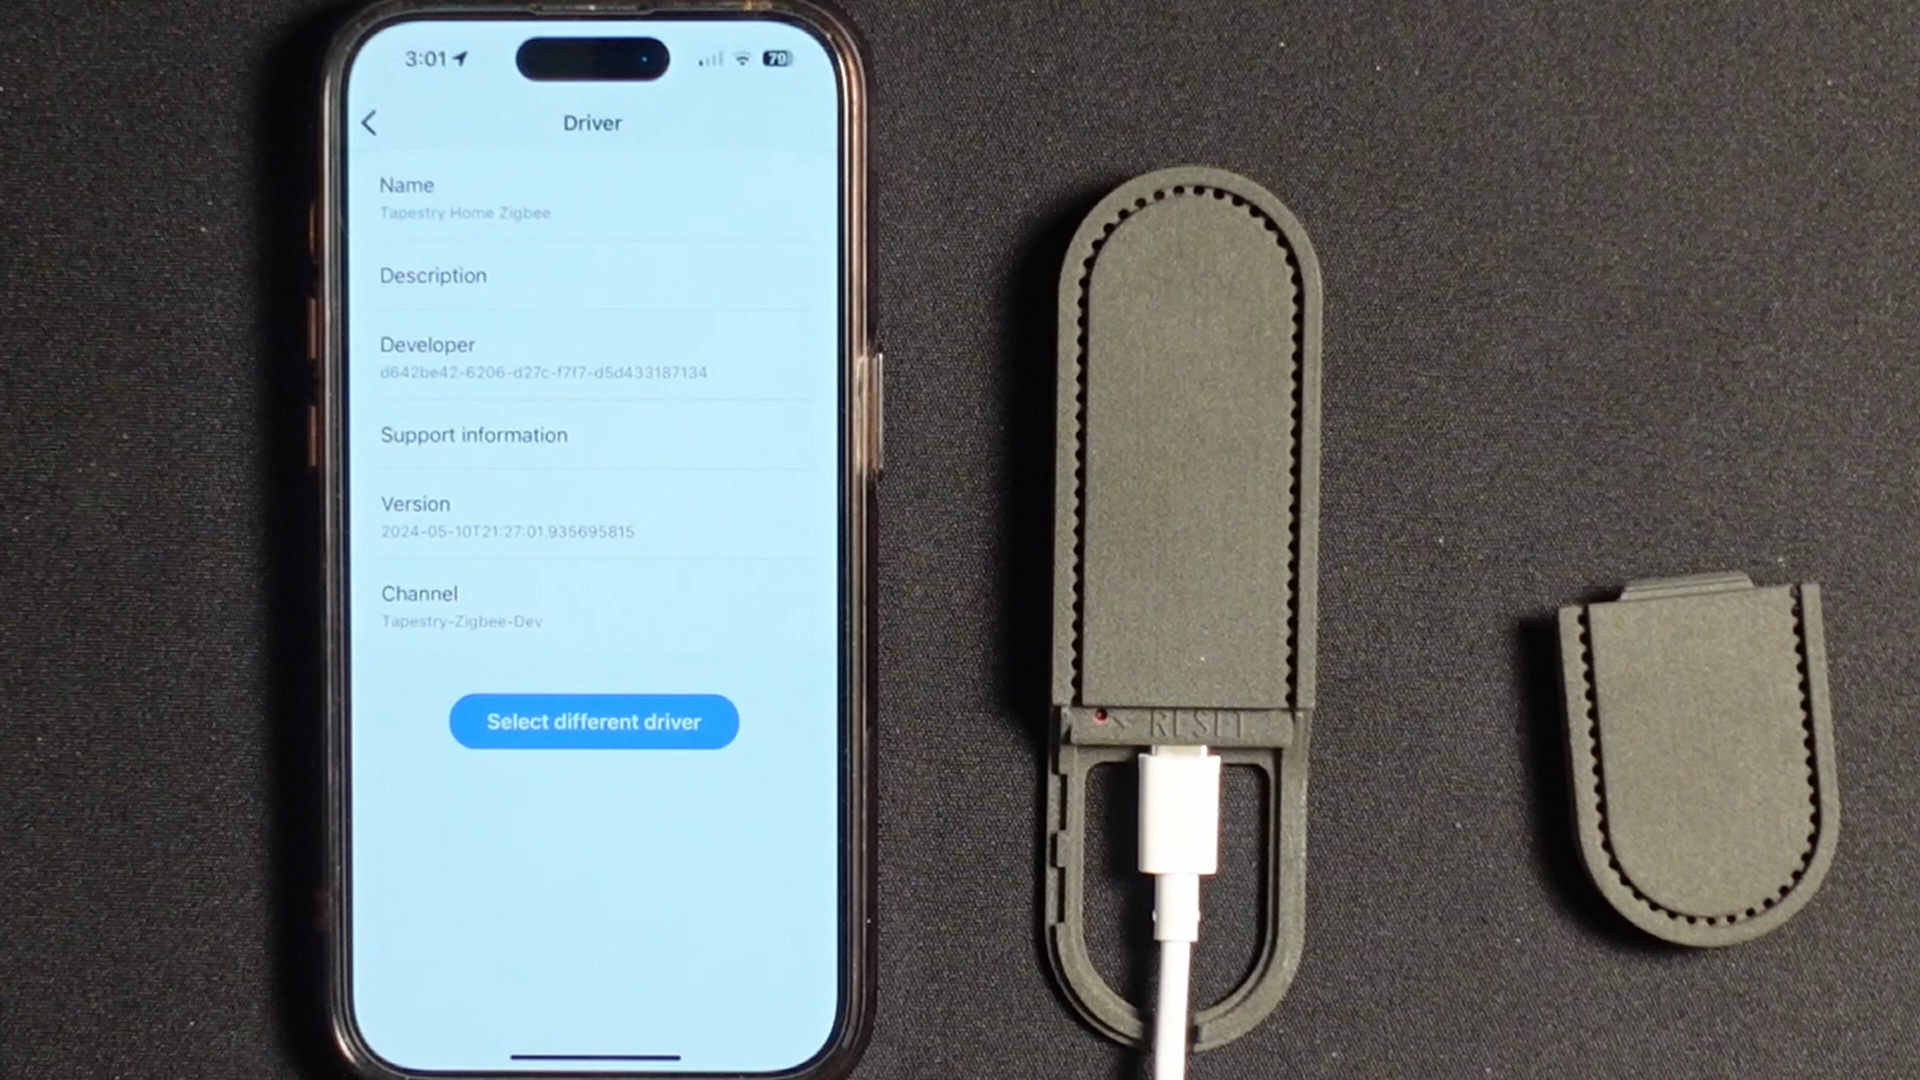 3:01
79
Driver
Name
Tapestry Home Zigbee
Description
Developer
d642be42-6206-d27c-f7f7-d5d433187134
Support information
Version
2024-05-10T21:27:01.935695815
Channel
Tapestry-Zigbee-Dev
Select different driver
< RESET